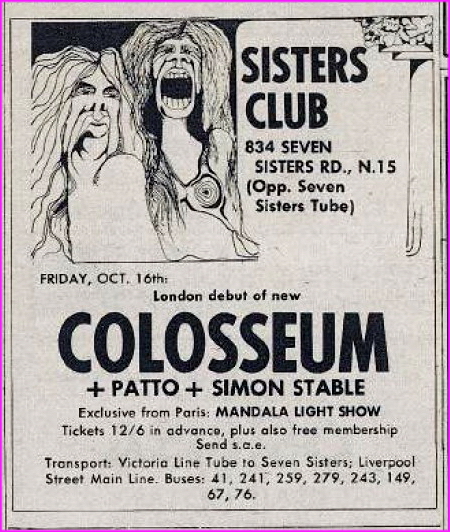 SISTERS
CLUB
834 SEVEN
SISTERS RD., N.15
(Opp. Seven
Sisters Tube)
FRIDAY, OCT. 16th:
London debut of new
COLOSSEUM
+ PATTO + SIMON STABLE
Exclusive from Paris: MANDALA LIGHT SHOW
Tickets 12/6 in advance, plus also free membership
Send s.a.e.
Transport: Victoria Line Tube to Seven Sisters; Liverpool
Street Main Line. Buses: 41, 241, 259, 279, 243, 149,
67, 76.